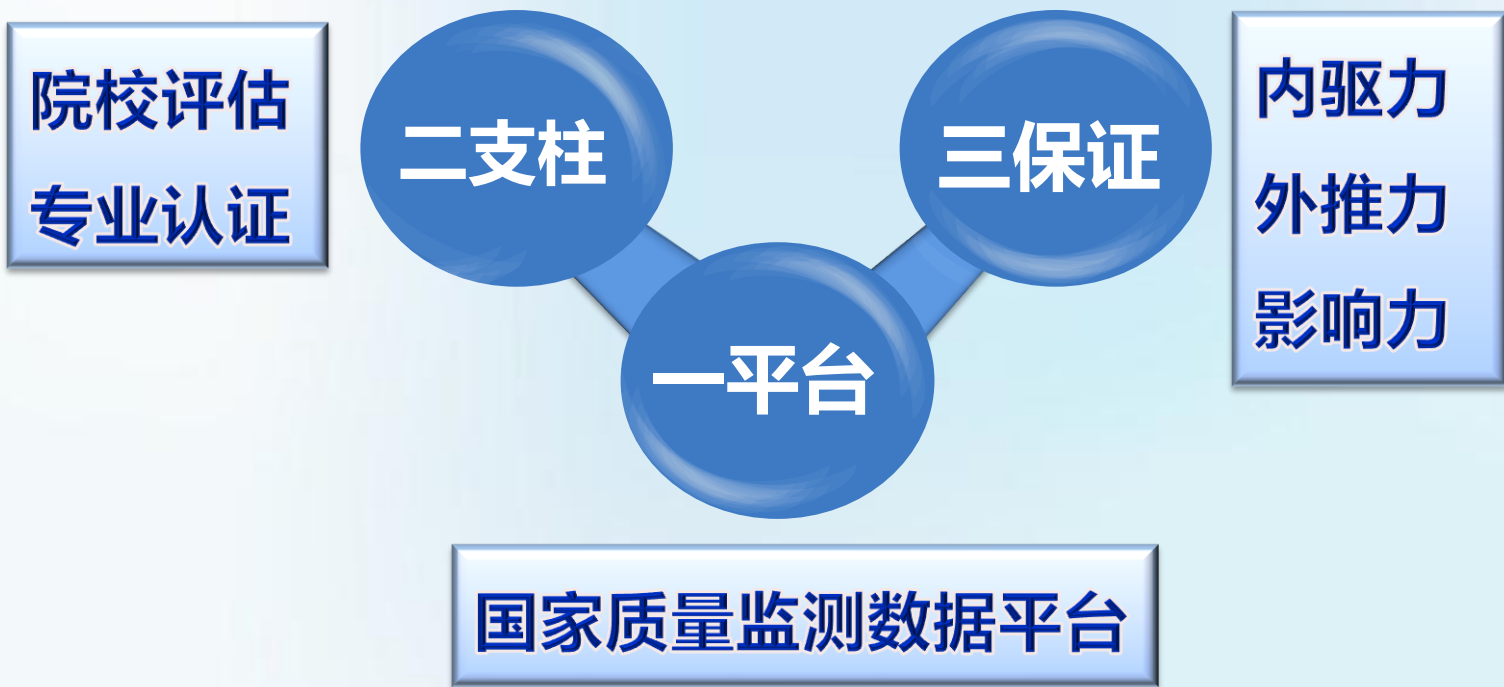 院校评估
专业认证
二支柱
三保证
内驱力
外推力
影响力
一平台
国家质量监测数据平台